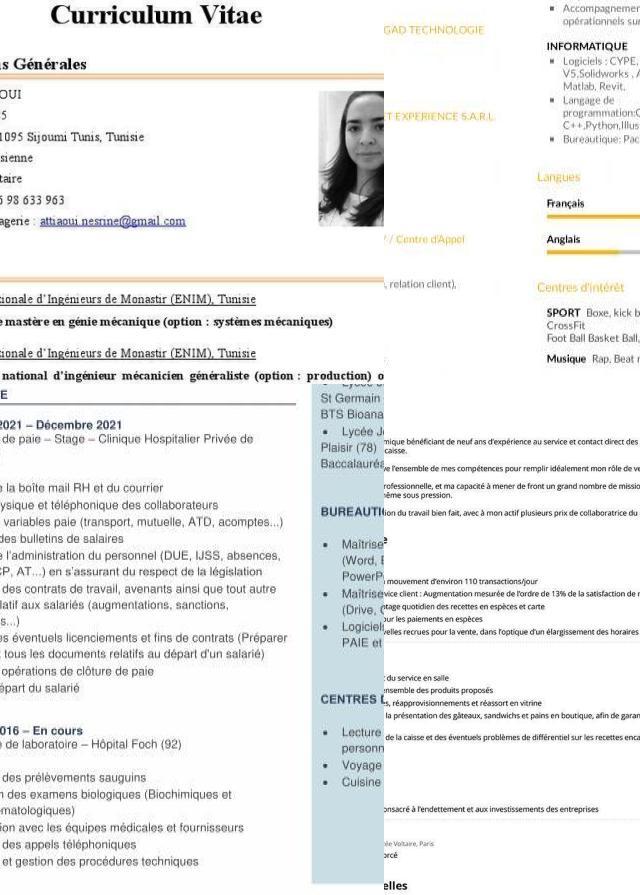 Curriculum Vitae
s Générales
OUI
5
1095 Sijoumi Tunis, Tunisie
sienne
taire
6 98 633 963
agerie : attiaoui.nesrine@gmail.com
ionale d'Ingénieurs de Monastir (ENIM), Tunisie
e mastère en génie mécanique (option : systèmes mécaniques)
ionale d'Ingénieurs de Monastir (ENIM), Tunisie
national d'ingénieur mécanicien généraliste (option : production) o
GAD TECHNOLOGIE
T EXPERIENCE S.A.R.L
/ Centre d'Appel
, relation client),
Accompagnemen
opérationnels sur
INFORMATIQUE
Logiciels : CYPE,
V5,Solidworks , A
Matlab, Revit,
Langage de
programmation:C
C++,Python,Illus
Bureautique: Pac
Langues
Français
Anglais
Centres d'intérêt
SPORT Boxe, kick b
CrossFit
Foot Ball Basket Ball,
Musique Rap, Beat r
E
2021 – Décembre 2021
de paie – Stage – Clinique Hospitalier Privée de
e la boîte mail RH et du courrier
ysique et téléphonique des collaborateurs
variables paie (transport, mutuelle, ATD, acomptes...)
des bulletins de salaires
e l'administration du personnel (DUE, IJSS, absences,
CP, AT...) en s'assurant du respect de la législation
des contrats de travail, avenants ainsi que tout autre
latif aux salariés (augmentations, sanctions,
s...)
es éventuels licenciements et fins de contrats (Préparer
t tous les documents relatifs au départ d'un salarié)
opérations de clôture de paie
épart du salarié
2016 – En cours
e de laboratoire – Hôpital Foch (92)
des prélèvements sauguins
n des examens biologiques (Biochimiques et
ématologiques)
ion avec les équipes médicales et fournisseurs
des appels téléphoniques
et gestion des procédures techniques
St Germain
BTS Bioana
Lycée J
Plaisir (78)
Baccalauréa
BUREAUTI
Maîtrise
(Word, E
PowerP
Maîtrise
(Drive, G
Logiciel
PAIE et
CENTRES D
Lecture
personn
Voyage
Cuisine
mique bénéficiant de neuf ans d'expérience au service et contact direct des
caisse.
ve l'ensemble de mes compétences pour remplir idéalement mon rôle de ve
rofessionnelle, et ma capacité à mener de front un grand nombre de missio
ême sous pression.
ion du travail bien fait, avec à mon actif plusieurs prix de collaboratrice du
e
mouvement d'environ 110 transactions/jour
vice client : Augmentation mesurée de l'ordre de 13% de la satisfaction de n
otage quotidien des recettes en espèces et carte
our les paiements en espèces
velles recrues pour la vente, dans l'optique d'un élargissement des horaires
du service en salle
ensemble des produits proposés
s, réapprovisionnements et réassort en vitrine
la présentation des gâteaux, sandwichs et pains en boutique, afin de garan
de la caisse et des éventuels problèmes de différentiel sur les recettes enca
onsacré à l'endettement et aux investissements des entreprises
ée Voltaire, Paris
orcé
elles